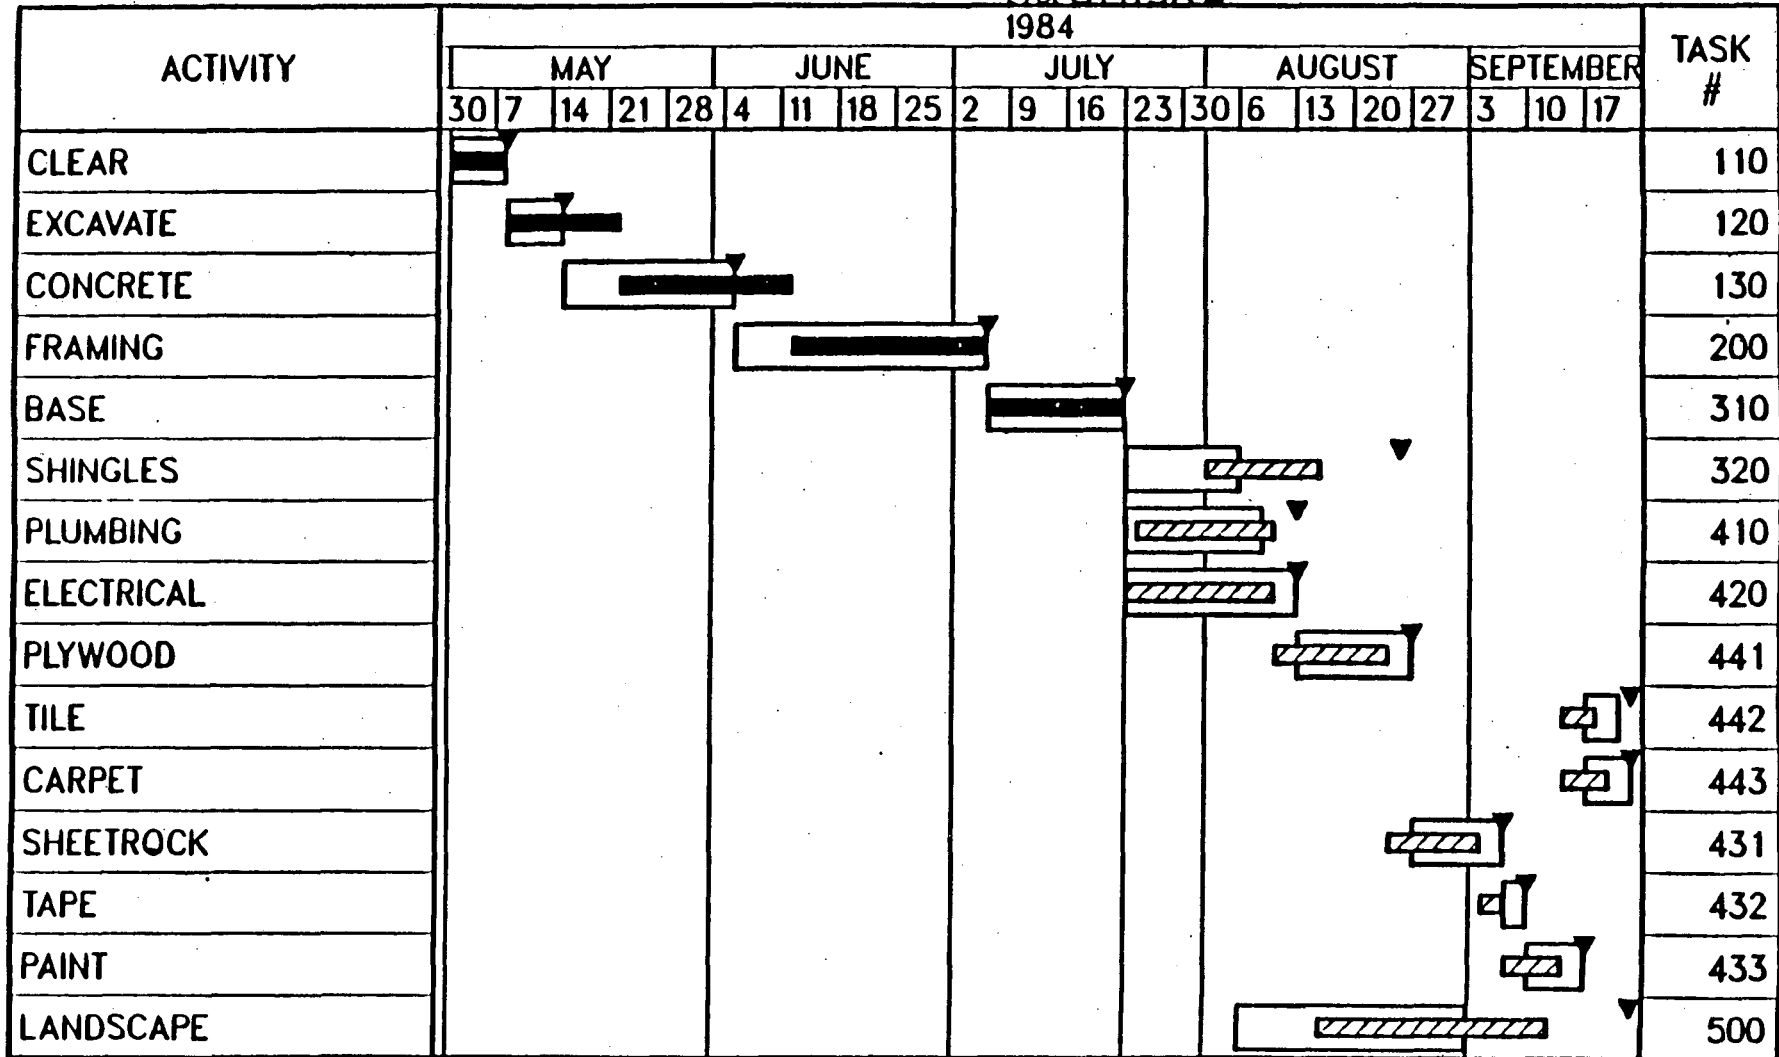 1984
ACTIVITY
TASK #
MAY JUNE JULY AUGUST SEPTEMBER
30 7 14 21 28 4 11 18 25 2 9 16 23 30 6 13 20 27 3 10 17
CLEAR 110
EXCAVATE 120
CONCRETE 130
FRAMING 200
BASE 310
SHINGLES 320
PLUMBING 410
ELECTRICAL 420
PLYWOOD 441
TILE 442
CARPET 443
SHEETROCK 431
TAPE 432
PAINT 433
LANDSCAPE 500